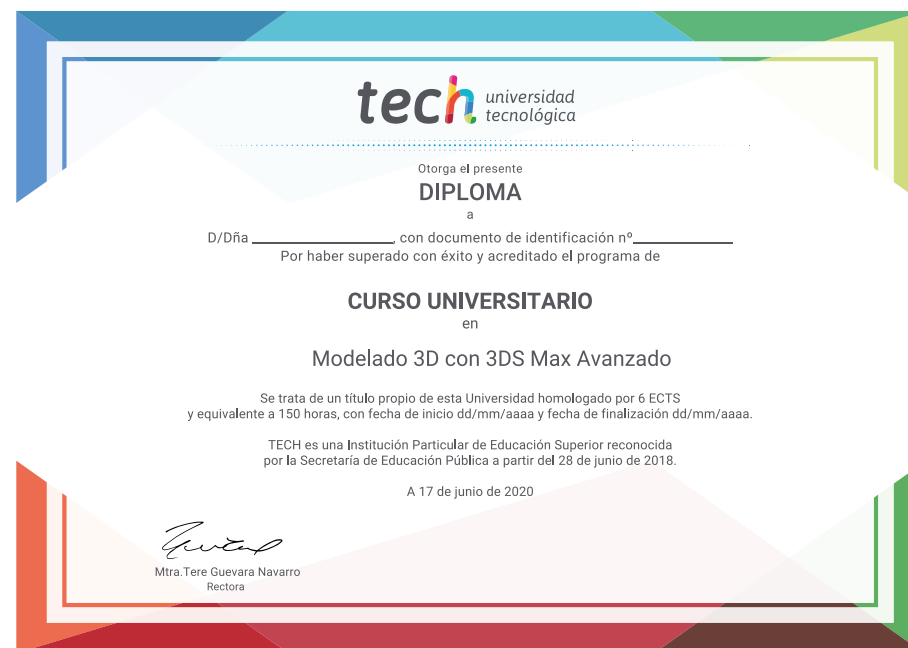 tech universidad
tecnológica
Otorga el presente
DIPLOMA
a
D/Dña ____________________, con documento de identificación nº______________
Por haber superado con éxito y acreditado el programa de
CURSO UNIVERSITARIO
en
Modelado 3D con 3DS Max Avanzado
Se trata de un título propio de esta Universidad homologado por 6 ECTS
y equivalente a 150 horas, con fecha de inicio dd/mm/aaaa y fecha de finalización dd/mm/aaaa.
TECH es una Institución Particular de Educación Superior reconocida
por la Secretaría de Educación Pública a partir del 28 de junio de 2018.
A 17 de junio de 2020
Mtra.Tere Guevara Navarro
Rectora